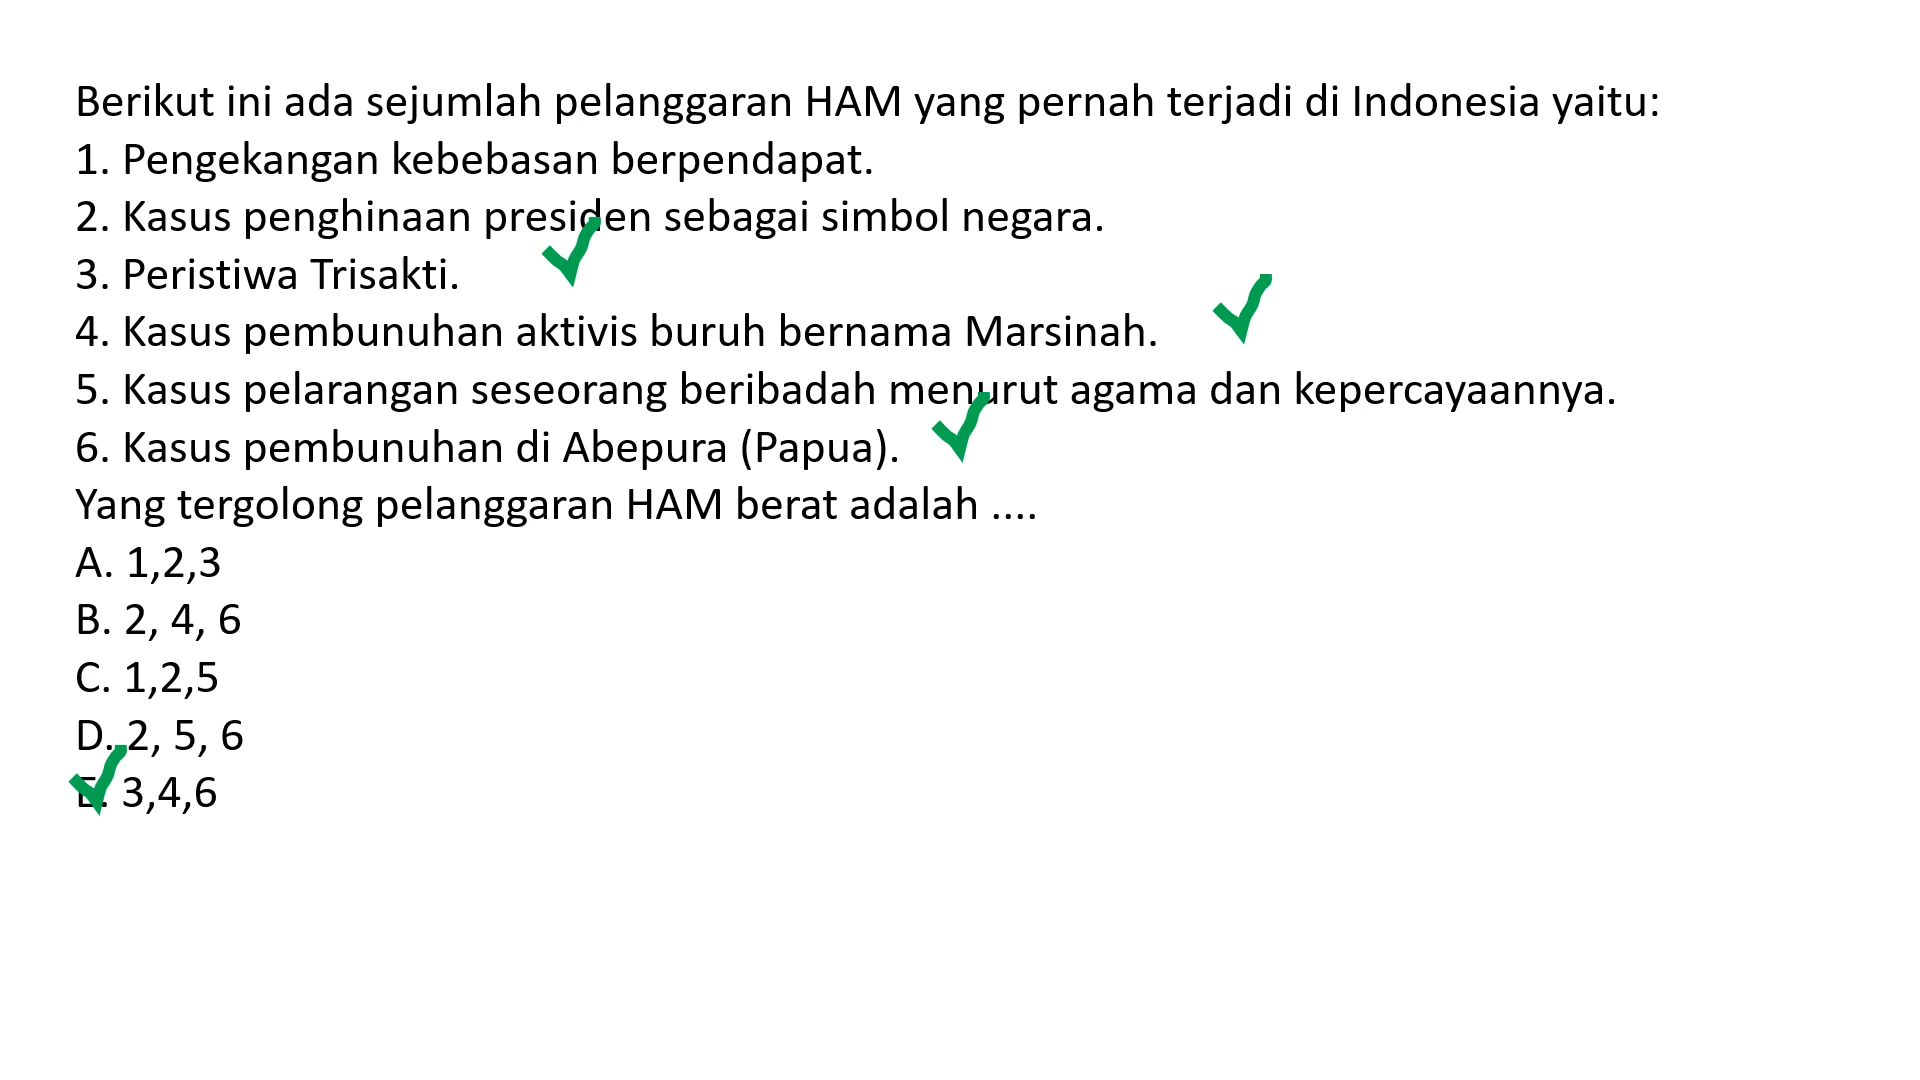 Berikut ini ada sejumlah pelanggaran HAM yang pernah terjadi di Indonesia yaitu:
1. Pengekangan kebebasan berpendapat.
2. Kasus penghinaan presiden sebagai simbol negara.
3. Peristiwa Trisakti.
4. Kasus pembunuhan aktivis buruh bernama Marsinah.
5. Kasus pelarangan seseorang beribadah menurut agama dan kepercayaannya.
6. Kasus pembunuhan di Abepura (Papua).
Yang tergolong pelanggaran HAM berat adalah ....
A. 1,2,3
B. 2, 4, 6
C. 1,2,5
D. 2, 5, 6
E. 3,4,6